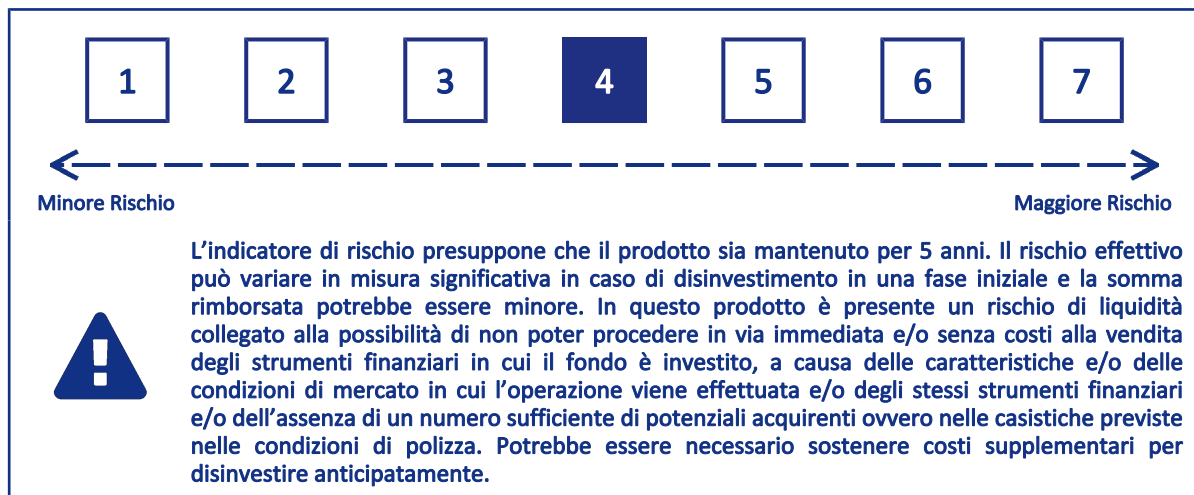 1 2 3 4 5 6 7
Minore Rischio Maggiore Rischio
L’indicatore di rischio presuppone che il prodotto sia mantenuto per 5 anni. Il rischio effettivo
può variare in misura significativa in caso di disinvestimento in una fase iniziale e la somma
rimborsata potrebbe essere minore. In questo prodotto è presente un rischio di liquidità
collegato alla possibilità di non poter procedere in via immediata e/o senza costi alla vendita
degli strumenti finanziari in cui il fondo è investito, a causa delle caratteristiche e/o delle
condizioni di mercato in cui l’operazione viene effettuata e/o degli stessi strumenti finanziari
e/o dell’assenza di un numero sufficiente di potenziali acquirenti ovvero nelle casistiche previste
nelle condizioni di polizza. Potrebbe essere necessario sostenere costi supplementari per
disinvestire anticipatamente.